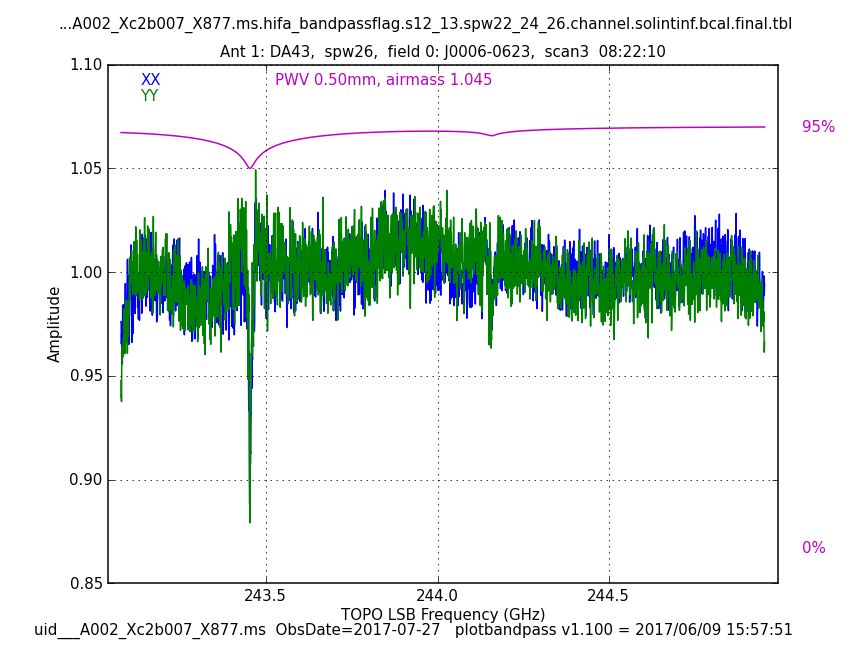 ...A002_Xc2b007_X877.ms.hifa_bandpassflag.s12_13.spw22_24_26.channel.solintinf.bcal.final.tbl
Ant 1: DA43, spw26, field 0: J0006-0623, scan3 08:22:10
1.10
XX
PWV 0.50mm, airmass 1.045
YY
95%
1.05
1.00
Amplitude
0.95
0.90
0%
0.85
243.5 244.0 244.5
TOPO LSB Frequency (GHz)
uid___A002_Xc2b007_X877.ms ObsDate=2017-07-27 plotbandpass v1.100 = 2017/06/09 15:57:51